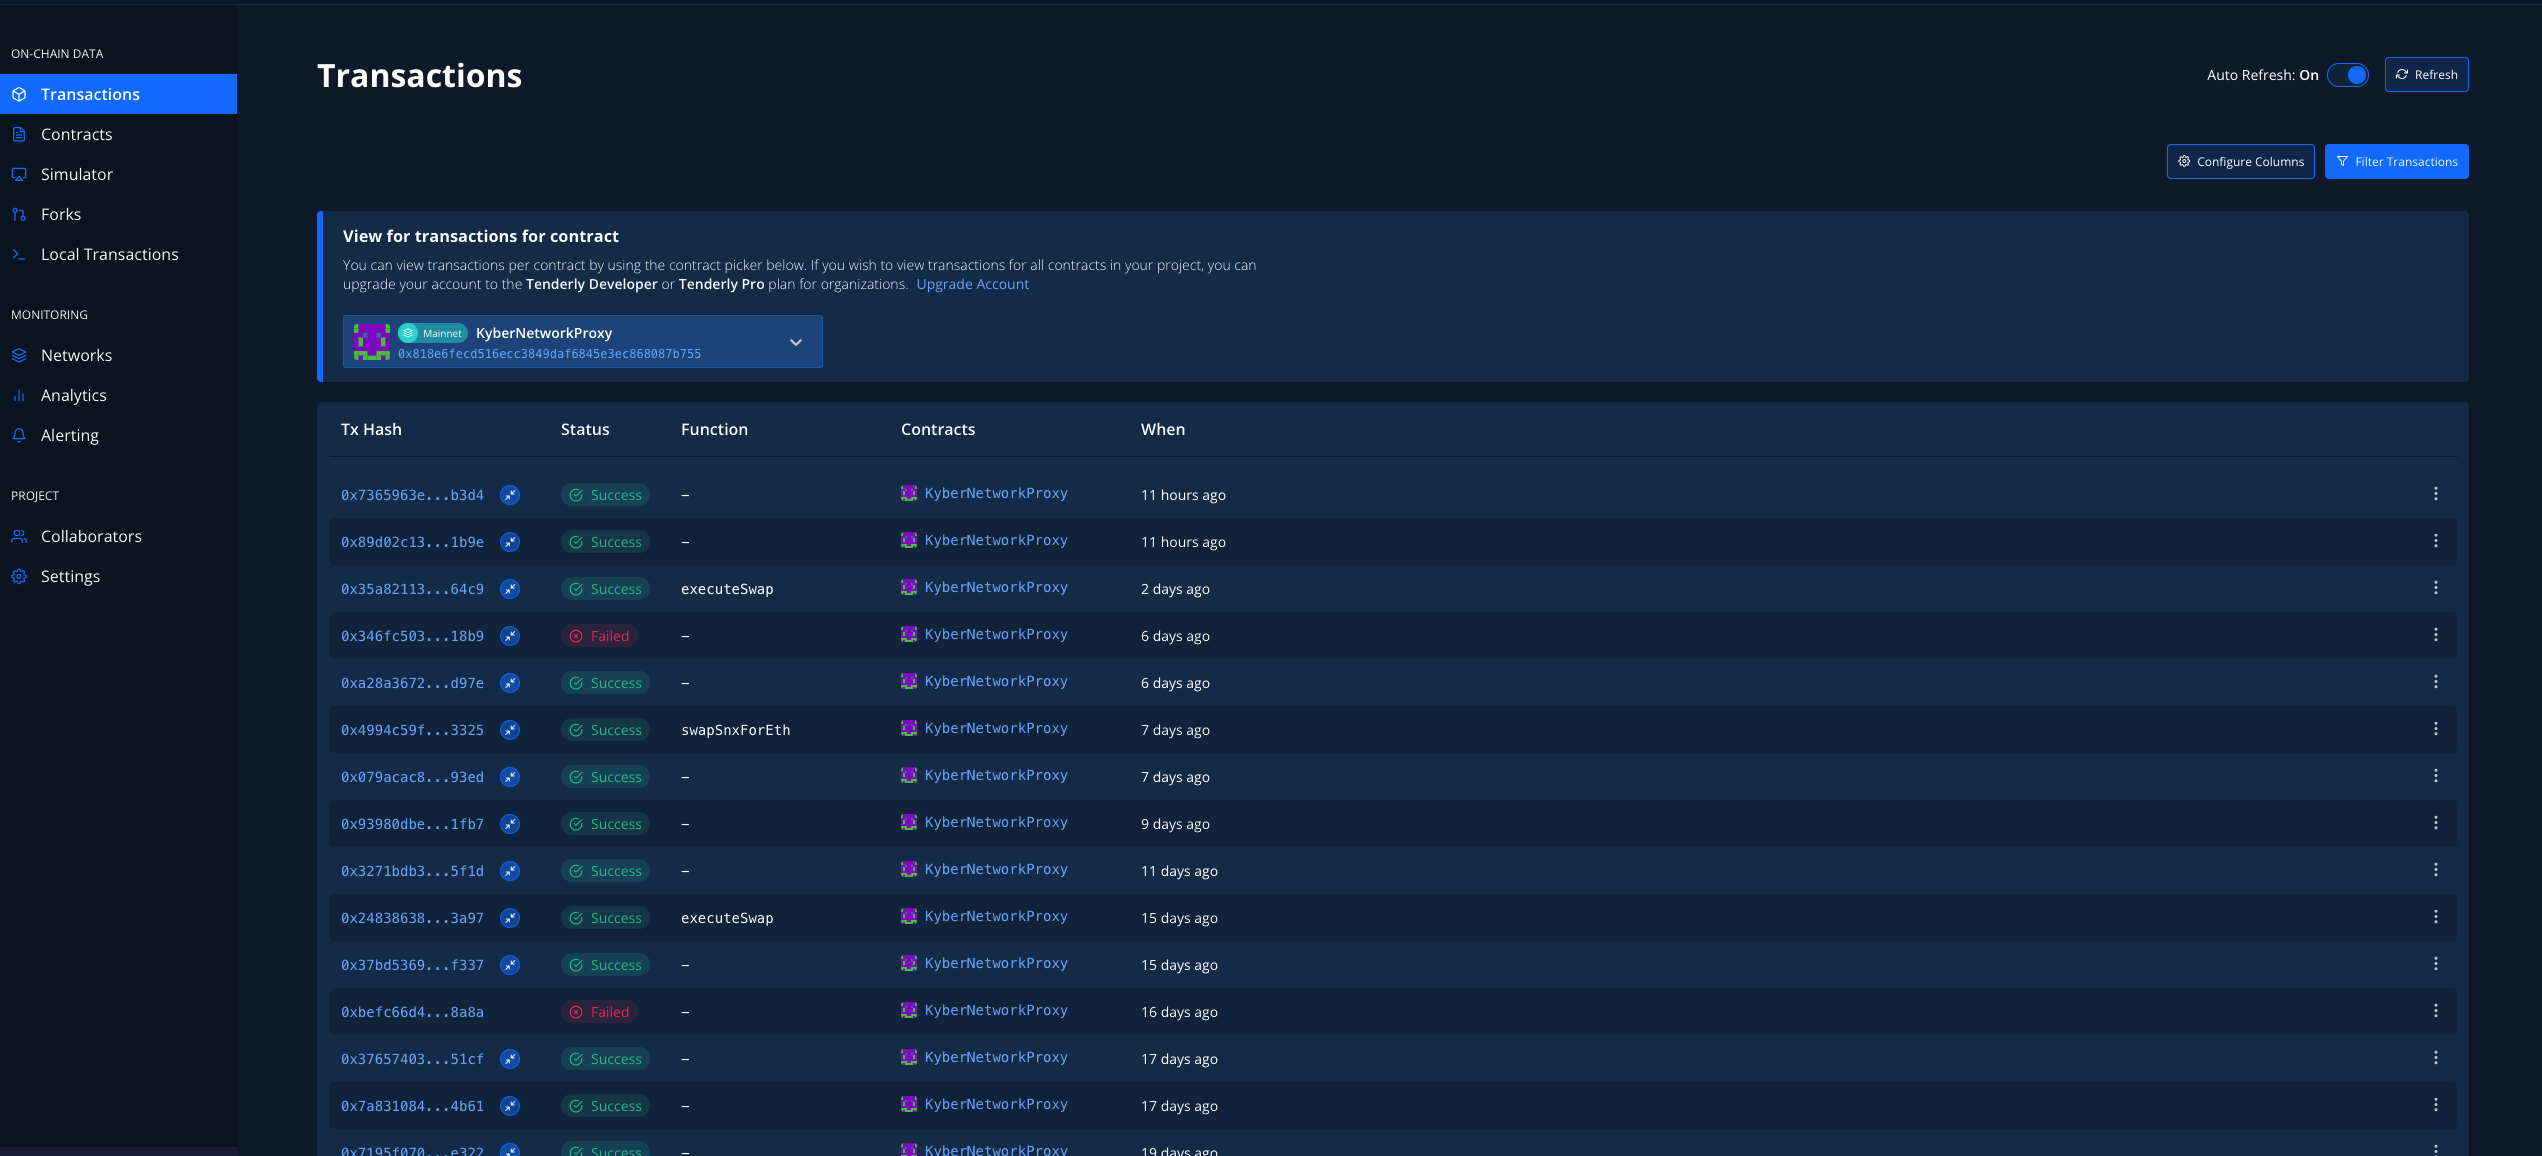 ON-CHAIN DATA
Transactions
Contracts
Simulator
Forks
Local Transactions
MONITORING
Networks
Analytics
Alerting
PROJECT
Collaborators
Settings
Transactions
Auto Refresh: On
Refresh
Configure Columns
Filter Transactions
View for transactions for contract
You can view transactions per contract by using the contract picker below. If you wish to view transactions for all contracts in your project, you can
upgrade your account to the Tenderly Developer or Tenderly Pro plan for organizations. Upgrade Account
Mainnet KyberNetworkProxy
0x818e6fecd516ecc3849daf6845e3ec868087b755
Tx Hash Status Function Contracts When
0x7365963e...b3d4 Success – KyberNetworkProxy 11 hours ago
0x89d02c13...1b9e Success – KyberNetworkProxy 11 hours ago
0x35a82113...64c9 Success executeSwap KyberNetworkProxy 2 days ago
0x346fc503...18b9 Failed – KyberNetworkProxy 6 days ago
0xa28a3672...d97e Success – KyberNetworkProxy 6 days ago
0x4994c59f...3325 Success swapSnxForEth KyberNetworkProxy 7 days ago
0x079acac8...93ed Success – KyberNetworkProxy 7 days ago
0x93980dbe...1fb7 Success – KyberNetworkProxy 9 days ago
0x3271bdb3...5f1d Success – KyberNetworkProxy 11 days ago
0x24838638...3a97 Success executeSwap KyberNetworkProxy 15 days ago
0x37bd5369...f337 Success – KyberNetworkProxy 15 days ago
0xbefc66d4...8a8a Failed – KyberNetworkProxy 16 days ago
0x37657403...51cf Success – KyberNetworkProxy 17 days ago
0x7a831084...4b61 Success – KyberNetworkProxy 17 days ago
0x7195f070...e322 Success – KyberNetworkProxy 19 days ago